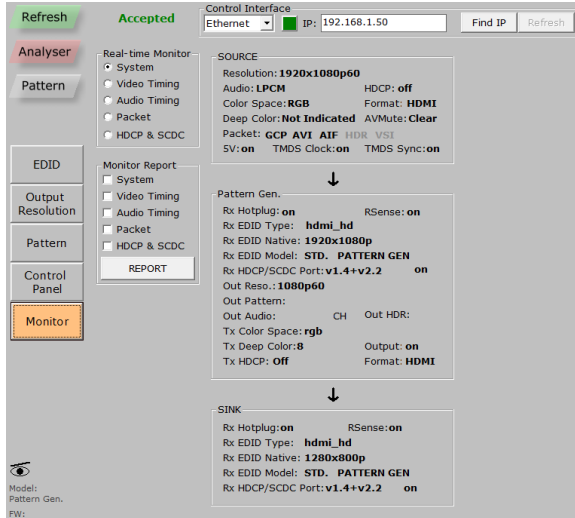 Refresh
Accepted
Control Interface
Ethernet IP: 192.168.1.50 Find IP Refresh
Analyser
Pattern
Real-time Monitor
System
Video Timing
Audio Timing
Packet
HDCP & SCDC
SOURCE
Resolution: 1920x1080p60
Audio: LPCM HDCP: off
Color Space: RGB Format: HDMI
Deep Color: Not Indicated AVMute: Clear
Packet: GCP AVI AIF HDR VSI
5V: on TMDS Clock: on TMDS Sync: on
EDID
Output
Resolution
Pattern
Control
Panel
Monitor
Monitor Report
System
Video Timing
Audio Timing
Packet
HDCP & SCDC
REPORT
Pattern Gen.
Rx Hotplug: on RSense: on
Rx EDID Type: hdmi_hd
Rx EDID Native: 1920x1080p
Rx EDID Model: STD. PATTERN GEN
Rx HDCP/SCDC Port: v1.4+v2.2 on
Out Reso.: 1080p60
Out Pattern:
Out Audio: CH Out HDR:
Tx Color Space: rgb
Tx Deep Color: 8 Output: on
Tx HDCP: Off Format: HDMI
SINK
Rx Hotplug: on RSense: on
Rx EDID Type: hdmi_hd
Rx EDID Native: 1280x800p
Rx EDID Model: STD. PATTERN GEN
Rx HDCP/SCDC Port: v1.4+v2.2 on
Model:
Pattern Gen.
FW: